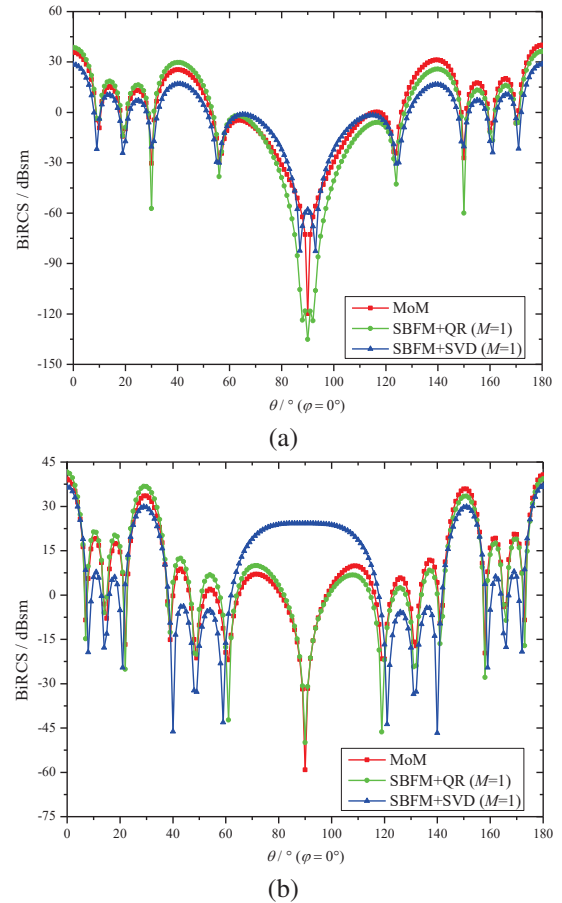 60
30
0
-30
-60
-90
-120
-150
BiRCS / dBsm
MoM
SBFM+QR (M=1)
SBFM+SVD (M=1)
0 20 40 60 80 100 120 140 160 180
θ / ° (φ = 0°)
(a)
45
30
15
0
-15
-30
-45
-60
-75
BiRCS / dBsm
MoM
SBFM+QR (M=1)
SBFM+SVD (M=1)
0 20 40 60 80 100 120 140 160 180
θ / ° (φ = 0°)
(b)